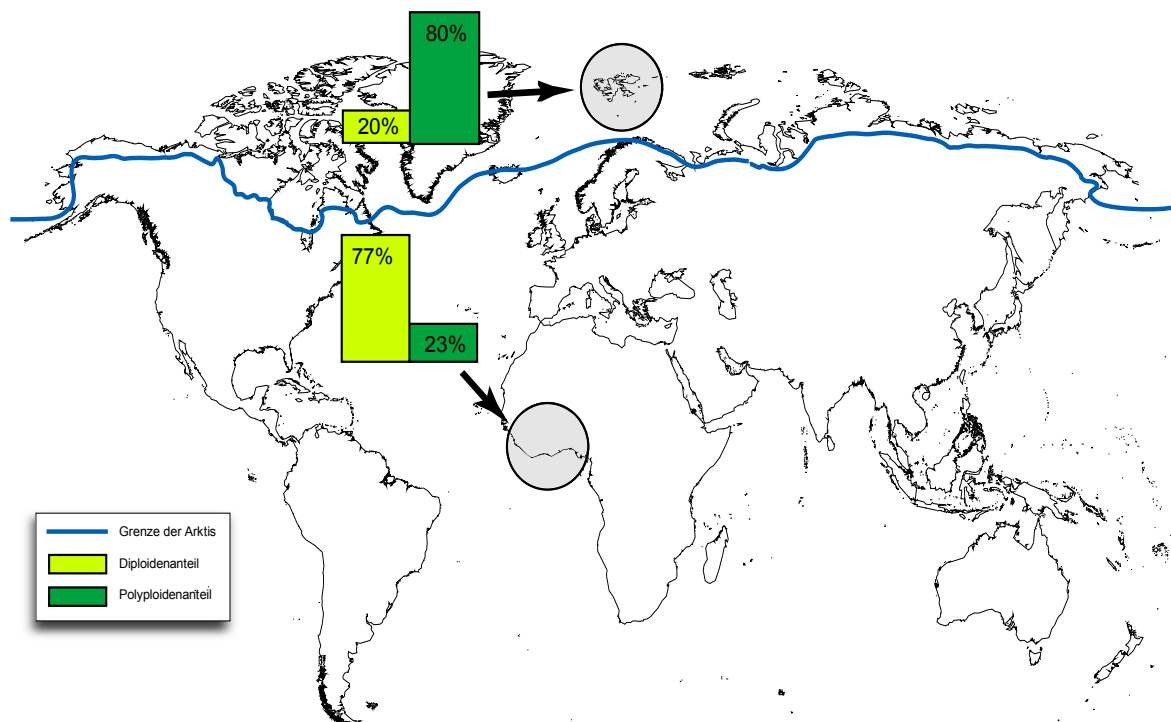 80%
20%
77%
23%
Grenze der Arktis
Diploidenanteil
Polyploidenanteil